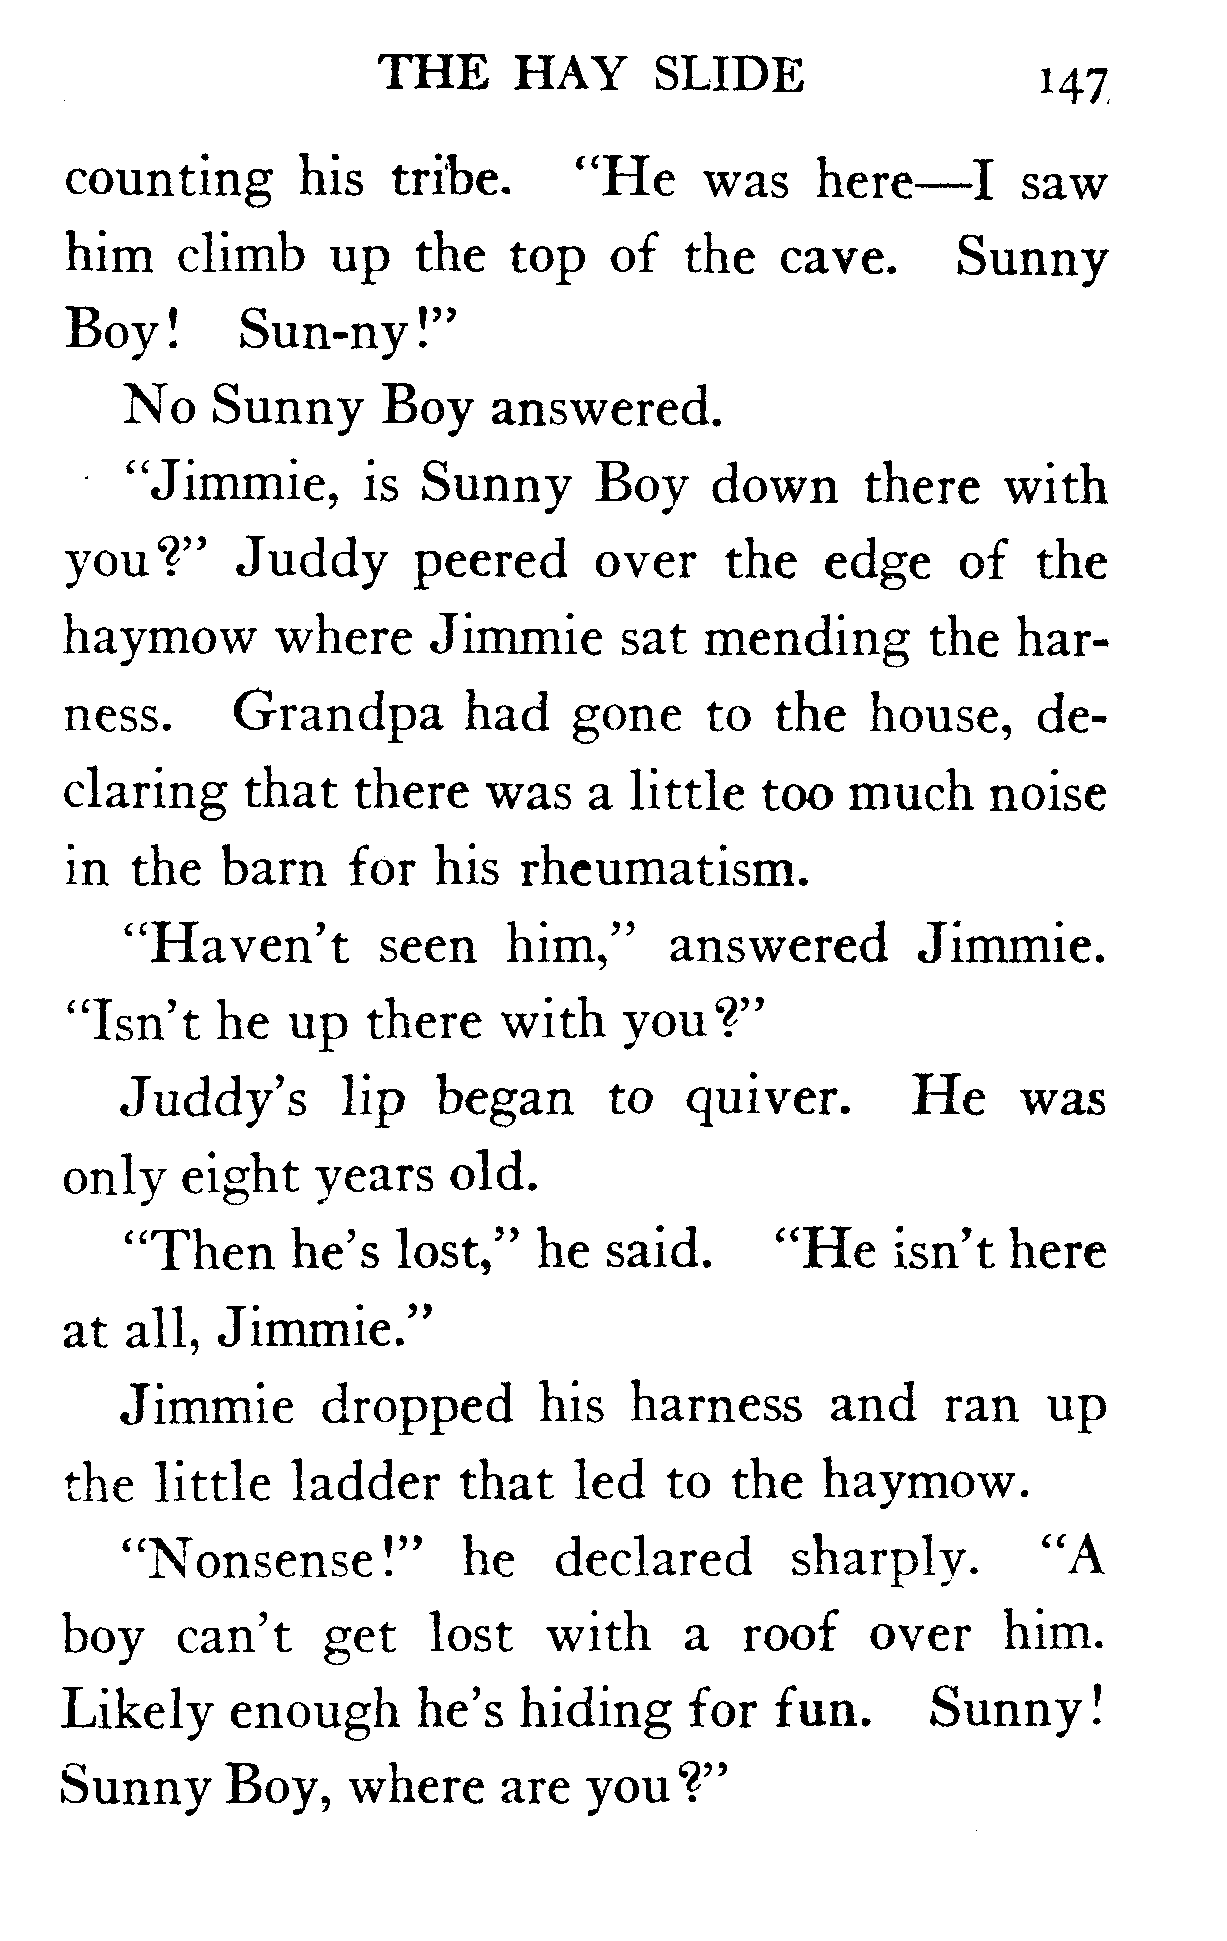 THE HAY SLIDE 147
counting his tribe. "He was here—I saw
him climb up the top of the cave. Sunny
Boy! Sun-ny!"
No Sunny Boy answered.
"Jimmie, is Sunny Boy down there with
you?" Juddy peered over the edge of the
haymow where Jimmie sat mending the har-
ness. Grandpa had gone to the house, de-
claring that there was a little too much noise
in the barn for his rheumatism.
"Haven't seen him," answered Jimmie.
"Isn't he up there with you?"
Juddy's lip began to quiver. He was
only eight years old.
"Then he's lost," he said. "He isn't here
at all, Jimmie."
Jimmie dropped his harness and ran up
the little ladder that led to the haymow.
"Nonsense!" he declared sharply. "A
boy can't get lost with a roof over him.
Likely enough he's hiding for fun. Sunny!
Sunny Boy, where are you?"